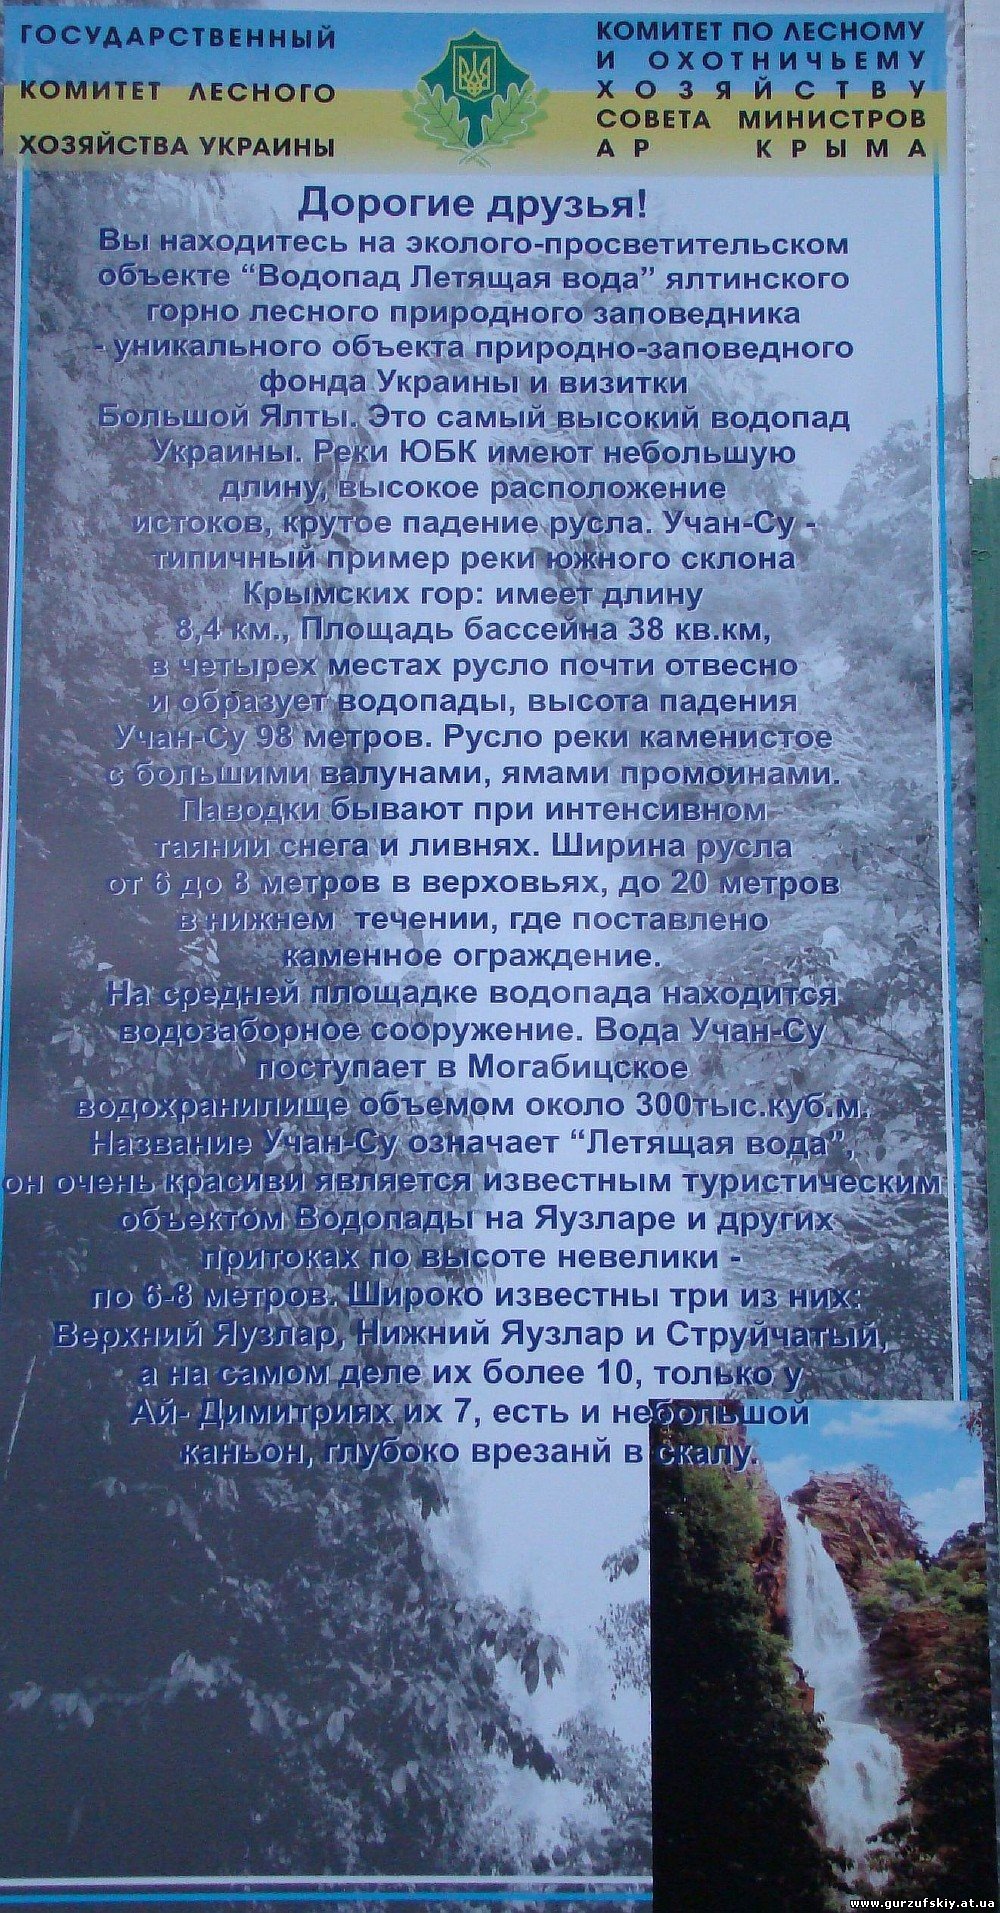 ГОСУДАРСТВЕННЫЙ
КОМИТЕТ ЛЕСНОГО
ХОЗЯЙСТВА УКРАИНЫ
КОМИТЕТ ПО ЛЕСНОМУ
И ОХОТНИЧЬЕМУ
ХОЗЯЙСТВУ
СОВЕТА МИНИСТРОВ
АР КРЫМА
Дорогие друзья!
Вы находитесь на эколого-просветительском
объекте “Водопад Летящая вода” ялтинского
горно лесного природного заповедника
- уникального объекта природно-заповедного
фонда Украины и визитки
Большой Ялты. Это самый высокий водопад
Украины. Реки ЮБК имеют небольшую
длину, высокое расположение
истоков, крутое падение русла. Учан-Су -
типичный пример реки южного склона
Крымских гор: имеет длину
8,4 км., Площадь бассейна 38 кв.км,
в четырех местах русло почти отвесно
и образует водопады, высота падения
Учан-Су 98 метров. Русло реки каменистое
с большими валунами, ямами промоинами.
Паводки бывают при интенсивном
таянии снега и ливнях. Ширина русла
от 6 до 8 метров в верховьях, до 20 метров
в нижнем течении, где поставлено
каменное ограждение.
На средней площадке водопада находится
водозаборное сооружение. Вода Учан-Су
поступает в Могабицское
водохранилище объемом около 300тыс.куб.м.
Название Учан-Су означает “Летящая вода”,
он очень красиви является известным туристическим
объектом Водопады на Яузларе и других
притоках по высоте невелики -
по 6-8 метров. Широко известны три из них:
Верхний Яузлар, Нижний Яузлар и Струйчатый,
а на самом деле их более 10, только у
Ай- Димитриях их 7, есть и небольшой
каньон, глубоко врезанй в скалу.
www.gurzufskiy.at.ua